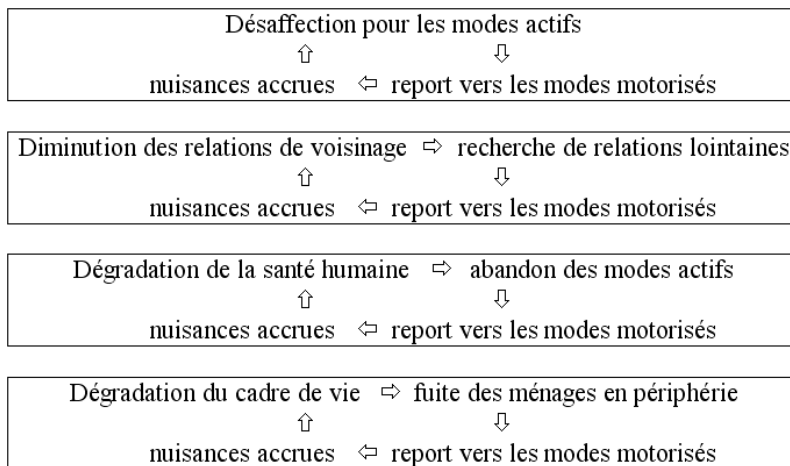 Désaffection pour les modes actifs
⇧ ⇩
nuisances accrues ⇦ report vers les modes motorisés
Diminution des relations de voisinage ⇨ recherche de relations lointaines
⇧ ⇩
nuisances accrues ⇦ report vers les modes motorisés
Dégradation de la santé humaine ⇨ abandon des modes actifs
⇧ ⇩
nuisances accrues ⇦ report vers les modes motorisés
Dégradation du cadre de vie ⇨ fuite des ménages en périphérie
⇧ ⇩
nuisances accrues ⇦ report vers les modes motorisés